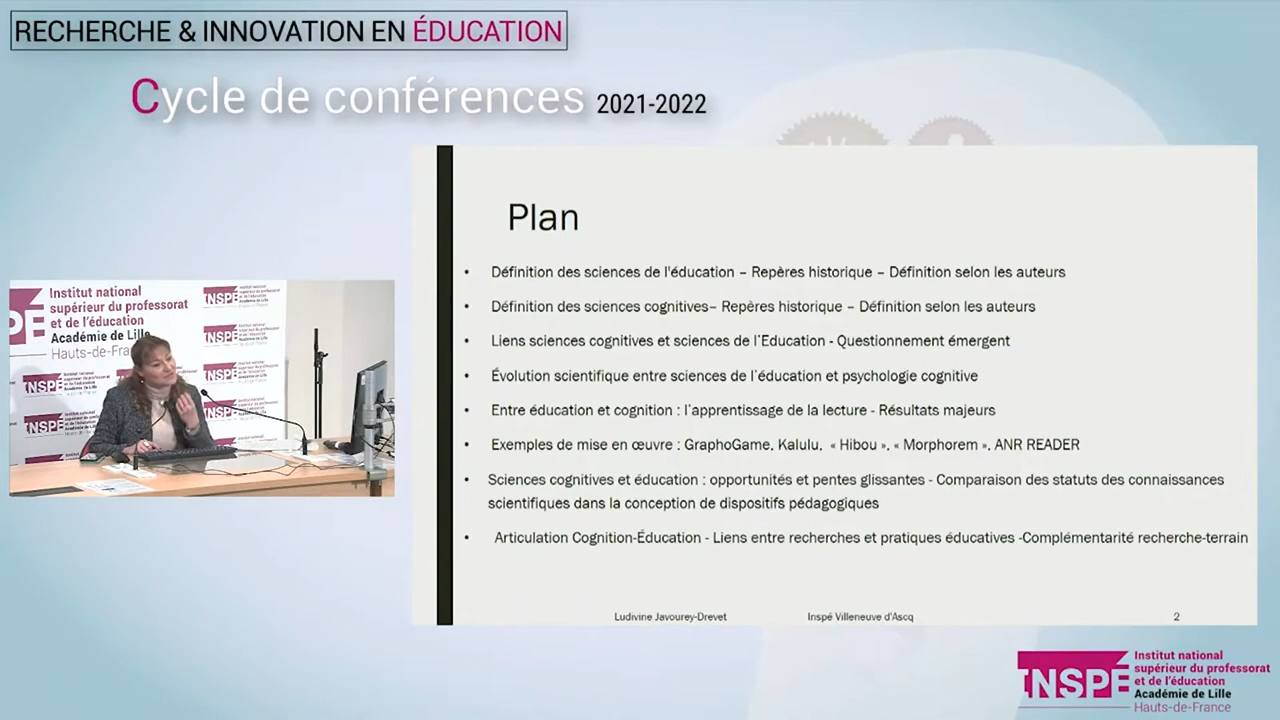 RECHERCHE & INNOVATION EN ÉDUCATION
Cycle de conférences 2021-2022
Plan
• Définition des sciences de l'éducation – Repères historique – Définition selon les auteurs
• Définition des sciences cognitives– Repères historique – Définition selon les auteurs
• Liens sciences cognitives et sciences de l'Education - Questionnement émergent
• Évolution scientifique entre sciences de l'éducation et psychologie cognitive
• Entre éducation et cognition : l'apprentissage de la lecture - Résultats majeurs
• Exemples de mise en œuvre : GraphoGame, Kalulu, « Hibou », « Morphorem », ANR READER
• Sciences cognitives et éducation : opportunités et pentes glissantes - Comparaison des statuts des connaissances
scientifiques dans la conception de dispositifs pédagogiques
• Articulation Cognition-Éducation - Liens entre recherches et pratiques éducatives -Complémentarité recherche-terrain
Ludivine Javourey-Drevet Inspé Villeneuve d'Ascq 2
Institut national
supérieur du professorat
et de l'éducation
Académie de Lille
Hauts-de-Fra
INSPÉ
INSPÉ
INSPÉ
INSPÉ
INSPÉ
INSPÉ
INSPÉ
Institut national
supérieur du professorat
et de l'éducation
Académie de Lille
Hauts-de-France